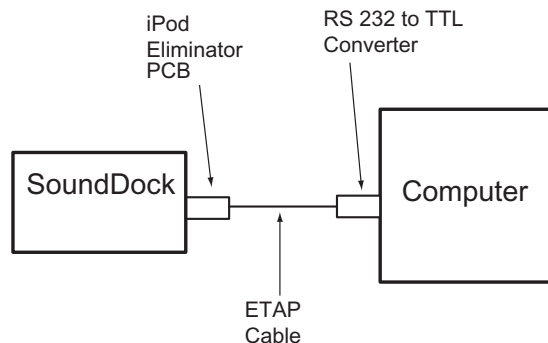 iPod
Eliminator
PCB
RS 232 to TTL
Converter
SoundDock
Computer
ETAP
Cable